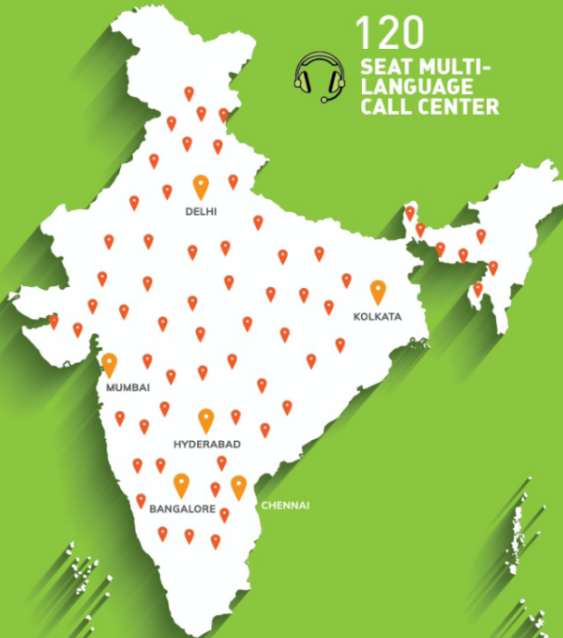 120
SEAT MULTI-
LANGUAGE
CALL CENTER
DELHI
KOLKATA
MUMBAI
HYDERABAD
BANGALORE
CHENNAI